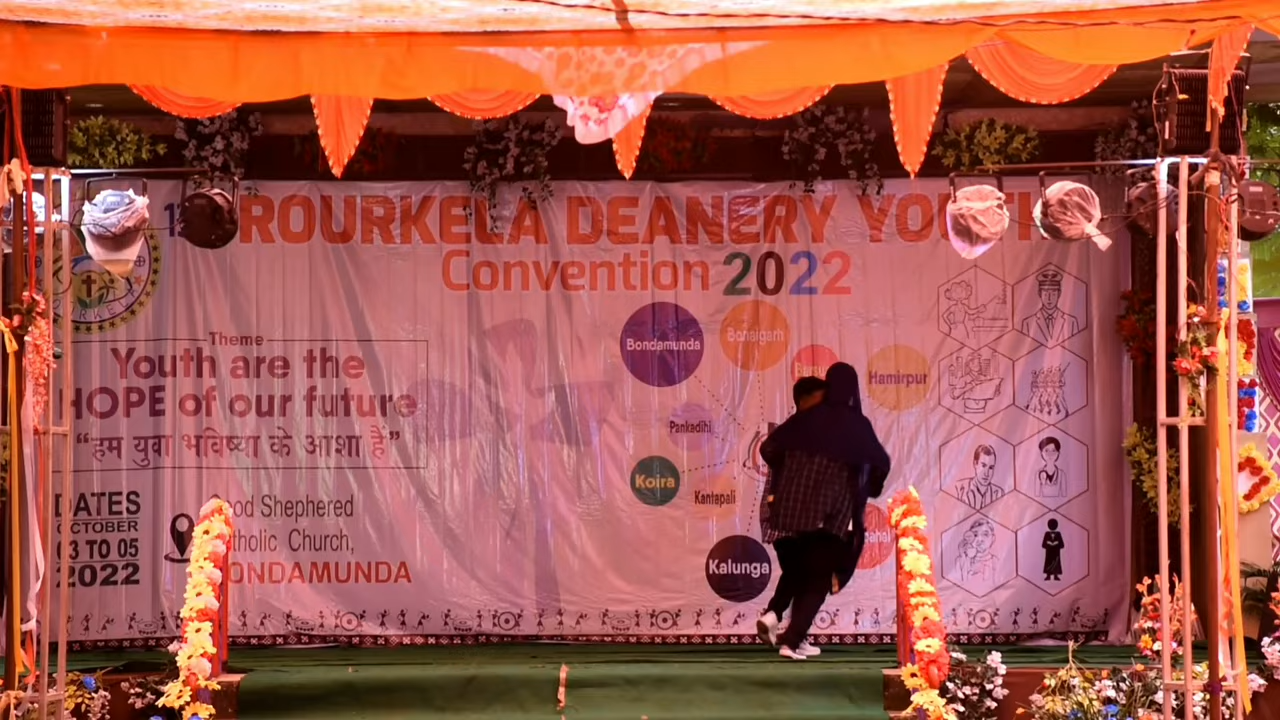 ROURKELA DEANERY YOUTH
Convention 2022
Theme
Youth are the
HOPE of our future
“हम युवा भविष्या के आशा हैं”
DATES
OCTOBER
03 TO 05
2022
Good Shephered
Catholic Church,
BONDAMUNDA
Bondamunda
Bonaigarh
Hamirpur
Pankadihi
Koira
Kantapali
Kalunga